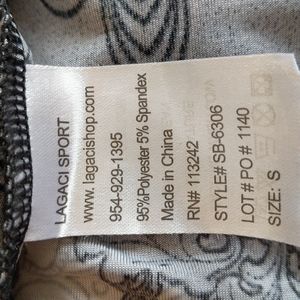 LAGACI SPORT
www. lagacishop.com
954-929-1395
95%Polyester 5% Spandex
Made in China
RN# 113242
STYLE# SB-6306
LOT # PO # 1140
SIZE: S